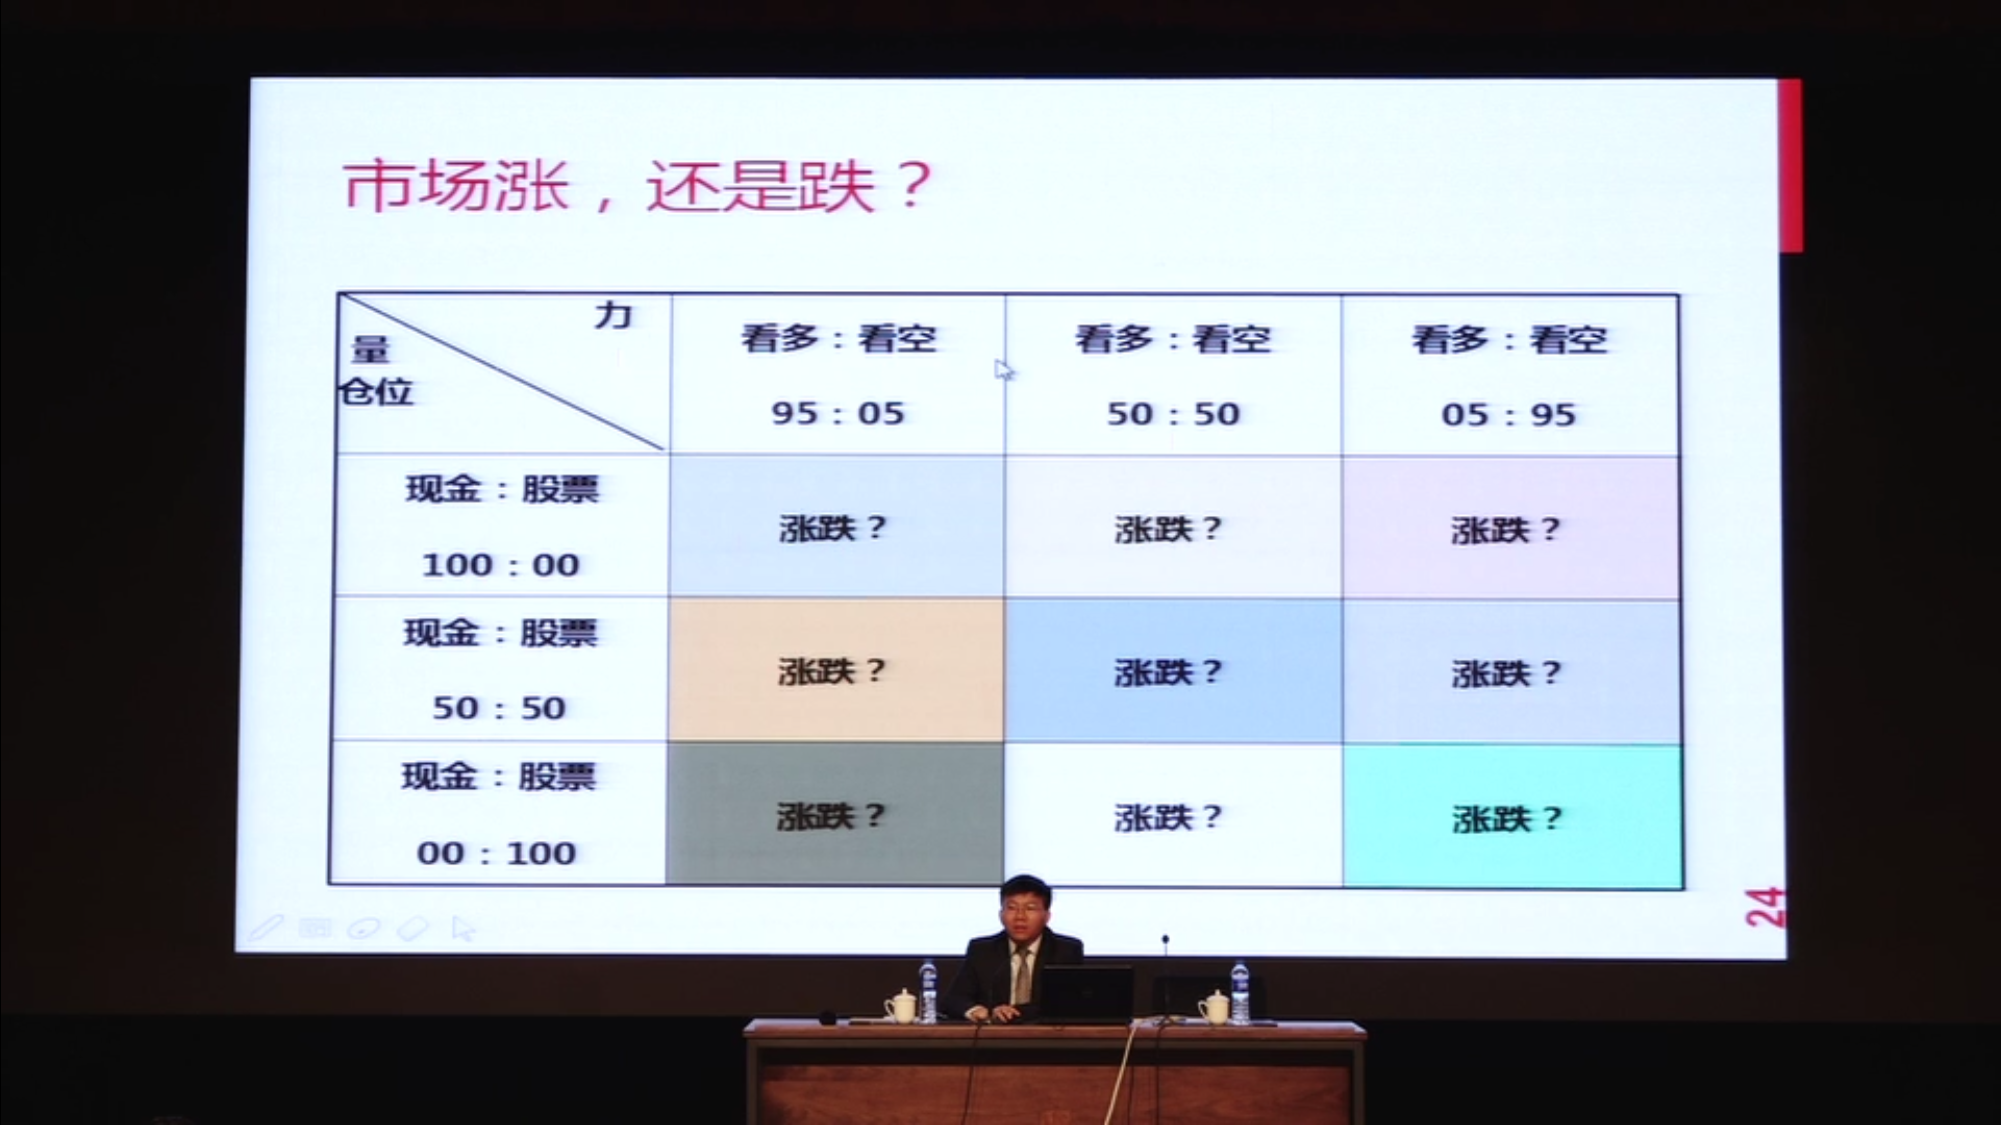 市场涨，还是跌？
力
量
仓位
看多：看空
95：05
看多：看空
50：50
看多：看空
05：95
现金：股票
100：00
涨跌？
涨跌？
涨跌？
现金：股票
50：50
涨跌？
涨跌？
涨跌？
现金：股票
00：100
涨跌？
涨跌？
涨跌？
24